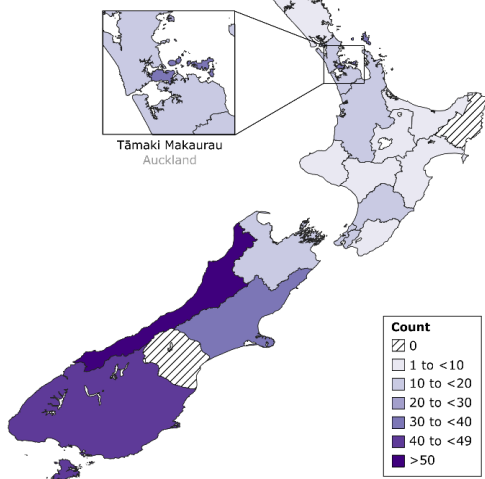 Tāmaki Makaurau
Auckland
Count
0
1 to <10
10 to <20
20 to <30
30 to <40
40 to <49
>50